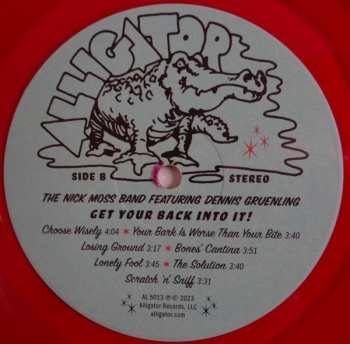 ALLIGATOR
SIDE B
STEREO
THE NICK MOSS BAND FEATURING DENNIS GRUENLING
GET YOUR BACK INTO IT!
Choose Wisely 4:04 * Your Bark Is Worse Than Your Bite 3:40
Losing Ground 3:17 * Bones' Cantina 3:51
Lonely Fool 3:45 * The Solution 3:40
Scratch 'n' Sniff 3:31
AL 5013 ℗ © 2023
Alligator Records, LLC
alligator.com